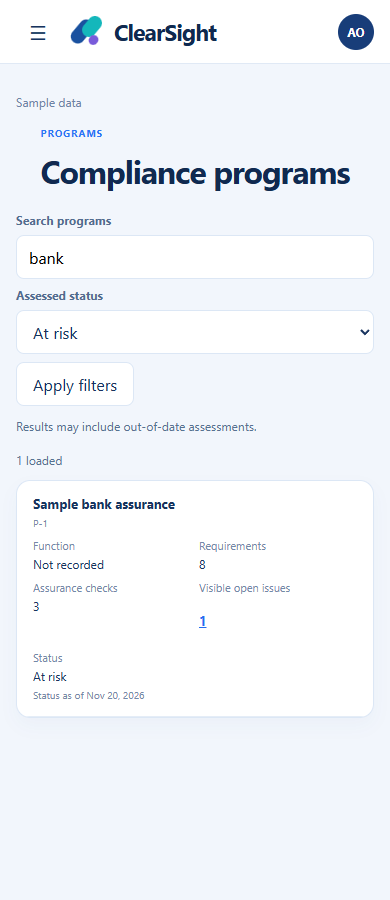 ☰ ClearSight AO
Sample data
PROGRAMS
Compliance programs
Search programs
bank
Assessed status
At risk
Apply filters
Results may include out-of-date assessments.
1 loaded
Sample bank assurance
P-1
Function Requirements
Not recorded 8
Assurance checks Visible open issues
3
1
Status
At risk
Status as of Nov 20, 2026